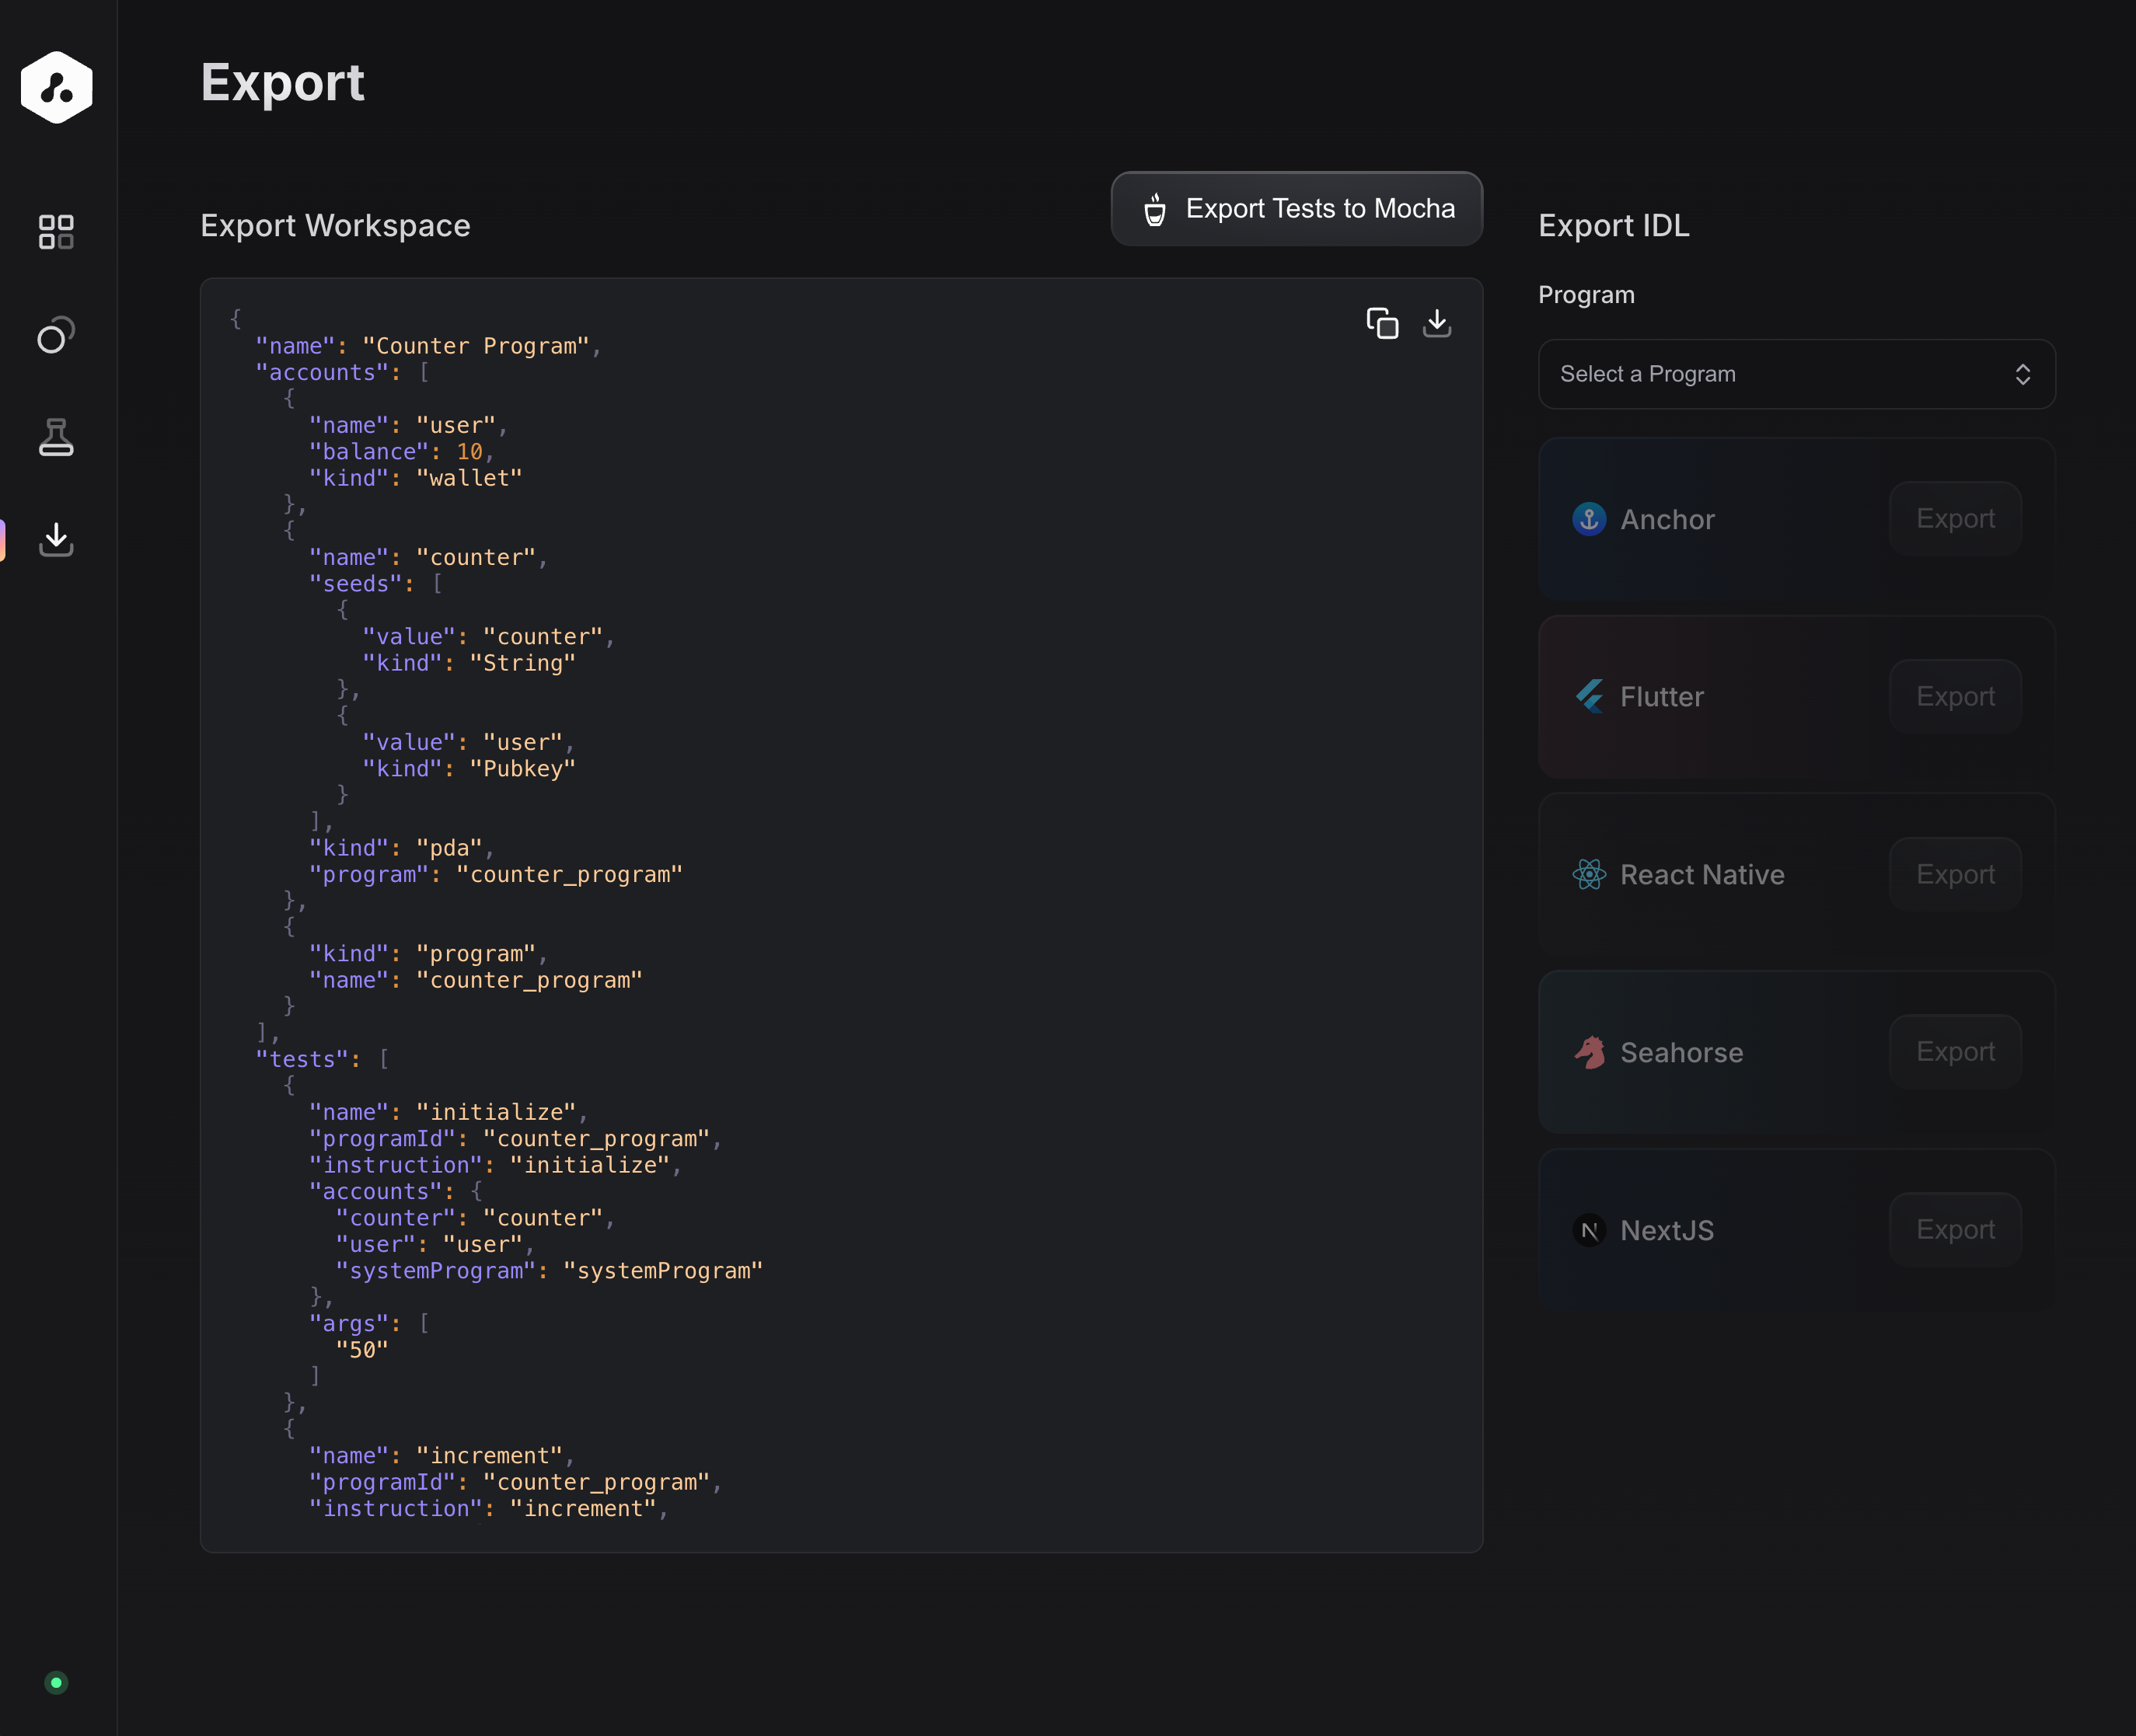 Export
Export Workspace
Export Tests to Mocha
{
  "name": "Counter Program",
  "accounts": [
    {
      "name": "user",
      "balance": 10,
      "kind": "wallet"
    },
    {
      "name": "counter",
      "seeds": [
        {
          "value": "counter",
          "kind": "String"
        },
        {
          "value": "user",
          "kind": "Pubkey"
        }
      ],
      "kind": "pda",
      "program": "counter_program"
    },
    {
      "kind": "program",
      "name": "counter_program"
    }
  ],
  "tests": [
    {
      "name": "initialize",
      "programId": "counter_program",
      "instruction": "initialize",
      "accounts": {
        "counter": "counter",
        "user": "user",
        "systemProgram": "systemProgram"
      },
      "args": [
        "50"
      ]
    },
    {
      "name": "increment",
      "programId": "counter_program",
      "instruction": "increment",
Export IDL
Program
Select a Program
Anchor
Export
Flutter
Export
React Native
Export
Seahorse
Export
N NextJS
Export